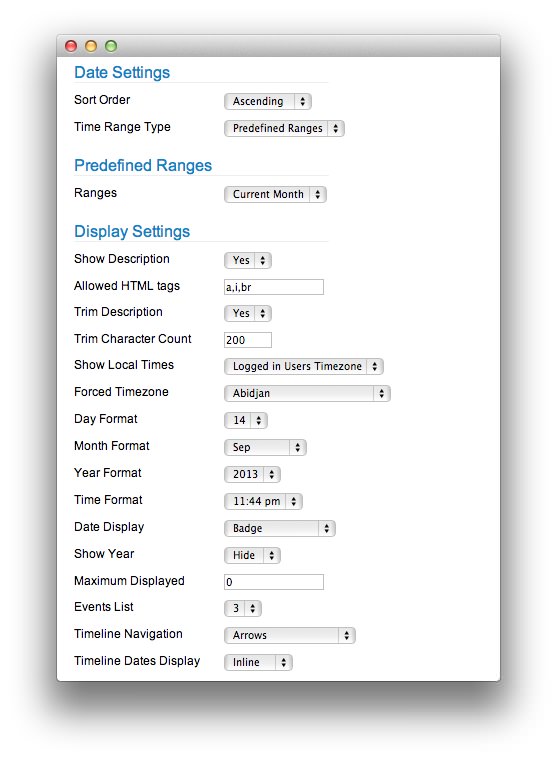 Date Settings
Sort Order Ascending
Time Range Type Predefined Ranges
Predefined Ranges
Ranges Current Month
Display Settings
Show Description Yes
Allowed HTML tags a,i,br
Trim Description Yes
Trim Character Count 200
Show Local Times Logged in Users Timezone
Forced Timezone Abidjan
Day Format 14
Month Format Sep
Year Format 2013
Time Format 11:44 pm
Date Display Badge
Show Year Hide
Maximum Displayed 0
Events List 3
Timeline Navigation Arrows
Timeline Dates Display Inline